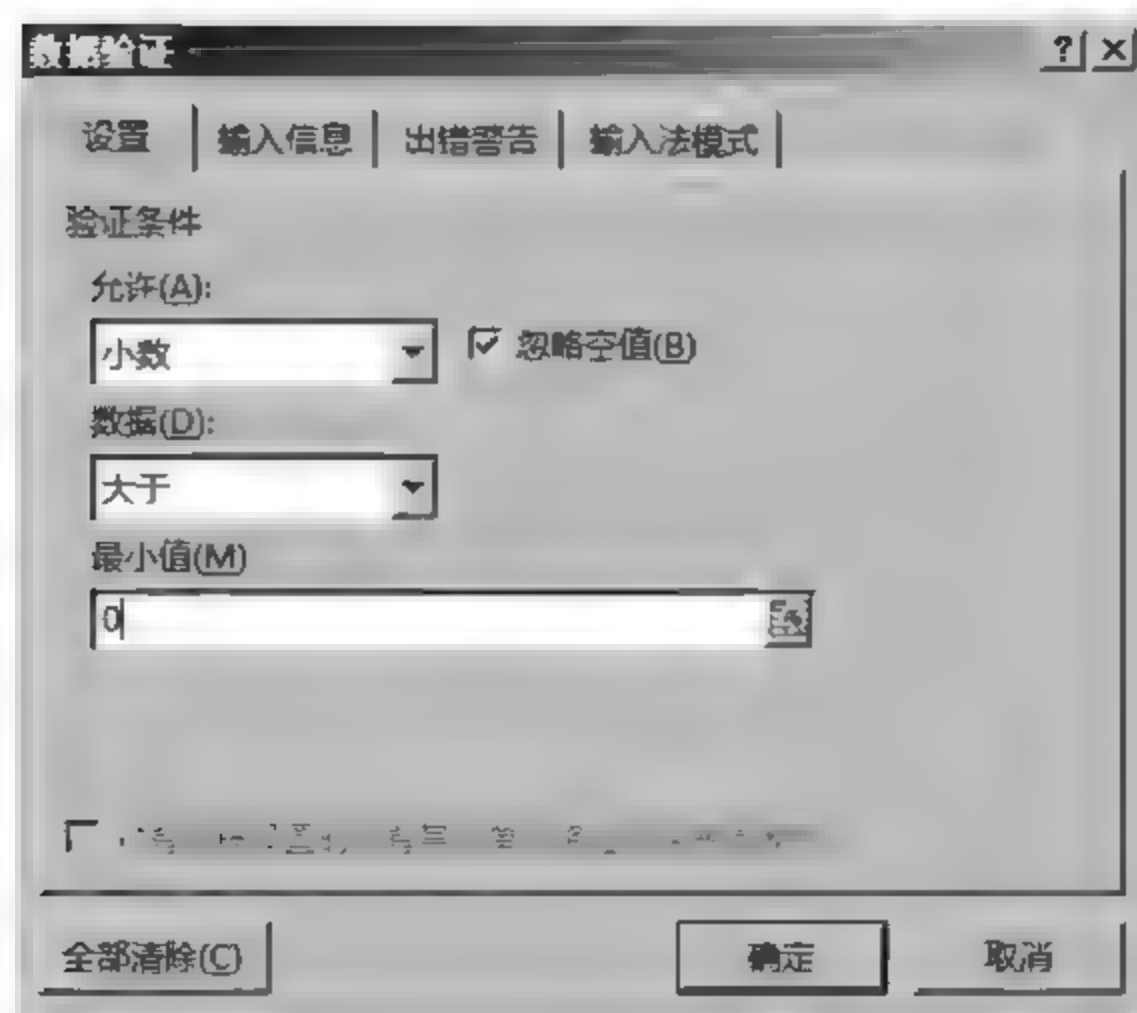 数据验证
设置 输入信息 出错警告 输入法模式
验证条件
允许(A):
小数 忽略空值(B)
数据(D):
大于
最小值(M)
0
全部清除(C) 确定 取消